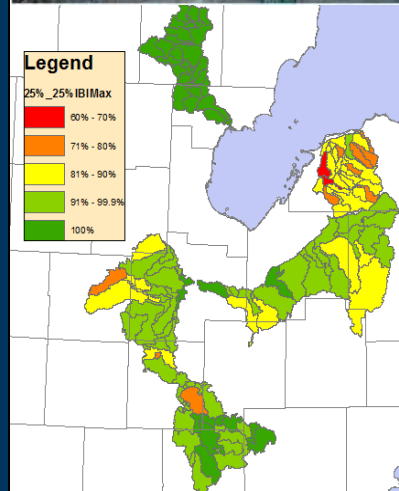 Legend
25%_25%IBIMax
60% - 70%
71% - 80%
81% - 90%
91% - 99.9%
100%